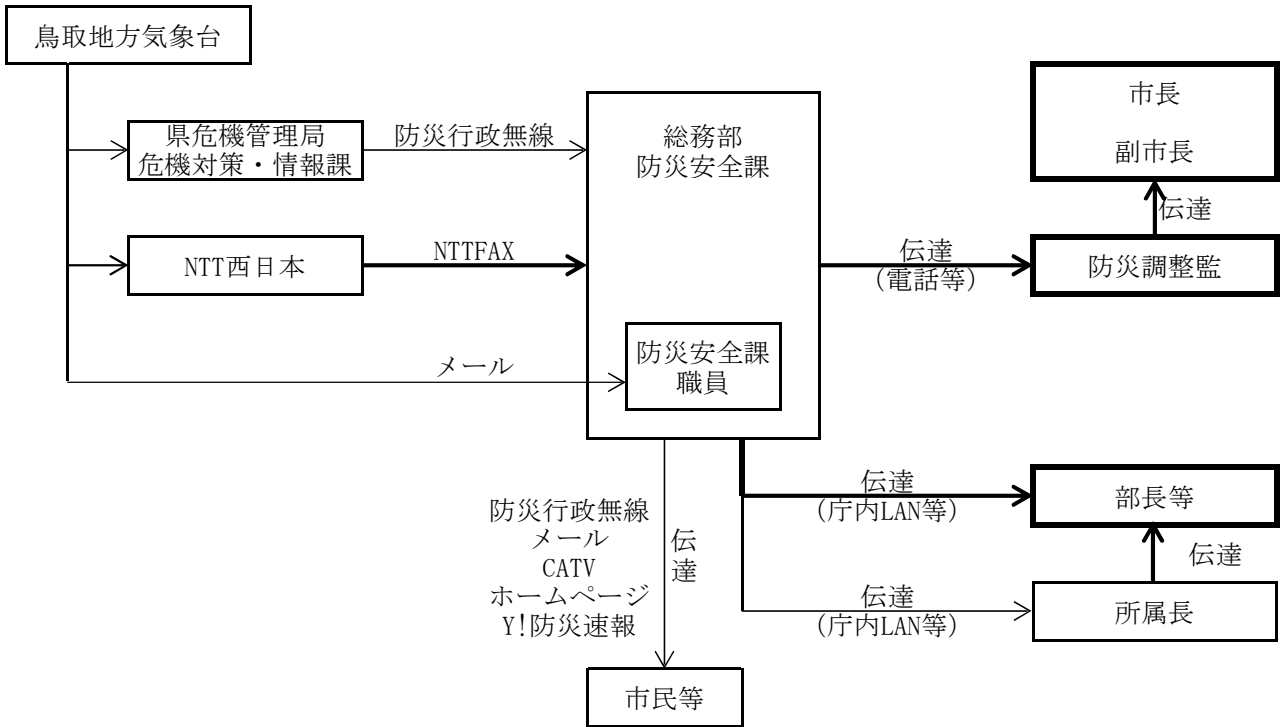 鳥取地方気象台
県危機管理局
危機対策・情報課
防災行政無線
総務部
防災安全課
市長
副市長
伝達
NTT西日本
NTTFAX
伝達
(電話等)
防災調整監
メール
防災安全課
職員
伝達
(庁内LAN等)
部長等
防災行政無線
メール
CATV
ホームページ
Y!防災速報
伝達
伝達
伝達
(庁内LAN等)
所属長
市民等